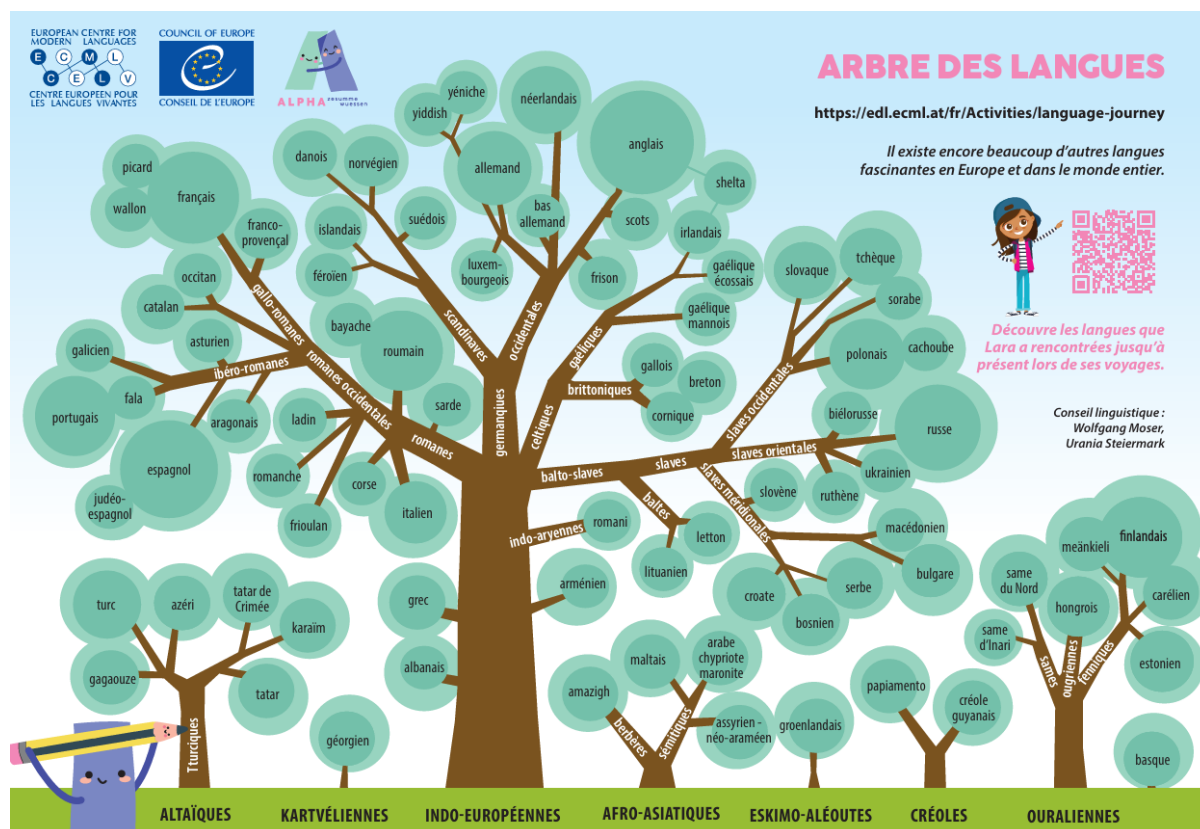 EUROPEAN CENTRE FOR
MODERN LANGUAGES
E C M L
C E L V
CENTRE EUROPEEN POUR
LES LANGUES VIVANTES
COUNCIL OF EUROPE
CONSEIL DE L'EUROPE
ALPHA
ARBRE DES LANGUES
https://edl.ecml.at/fr/Activities/language-journey
Il existe encore beaucoup d'autres langues
fascinantes en Europe et dans le monde entier.
Découvre les langues que
Lara a rencontrées jusqu'à
présent lors de ses voyages.
Conseil linguistique :
Wolfgang Moser,
Urania Steiermark
picard
wallon
français
franco-
provençal
occitan
catalan
gallo-romanes
asturien
galicien
ibéro-romanes
fala
portugais
aragonais
espagnol
judéo-
espagnol
romanes occidentales
bayache
roumain
ladin
sarde
romanche
corse
frioulan
italien
romanes
danois
norvégien
islandais
suédois
féroïen
scandinaves
yiddish
yéniche
néerlandais
allemand
bas
allemand
luxem-
bourgeois
anglais
shelta
scots
frison
occidentales
germanqiues
irlandais
gaélique
écossais
gaélique
mannois
gaéliques
gallois
breton
cornique
brittoniques
celtiques
slovaque
tchèque
sorabe
polonais
cachoube
slaves occidentales
biélorusse
russe
ukrainien
ruthène
slaves orientales
balto-slaves
slaves
baltes
letton
lituanien
slovène
slaves méridionales
macédonien
bulgare
serbe
croate
bosnien
indo-aryennes
romani
arménien
grec
albanais
turc
azéri
tatar de
Crimée
karaïm
gagaouze
tatar
Tturciques
géorgien
maltais
arabe
chypriote
maronite
amazigh
assyrien -
néo-araméen
berbères
sémitiques
groenlandais
papiamento
créole
guyanais
same
du Nord
same
d'Inari
meänkieli
finlandais
hongrois
carélien
estonien
sames
ougriennes
fenniques
basque
ALTAÏQUES
KARTVÉLIENNES
INDO-EUROPÉENNES
AFRO-ASIATIQUES
ESKIMO-ALÉOUTES
CRÉOLES
OURALIENNES